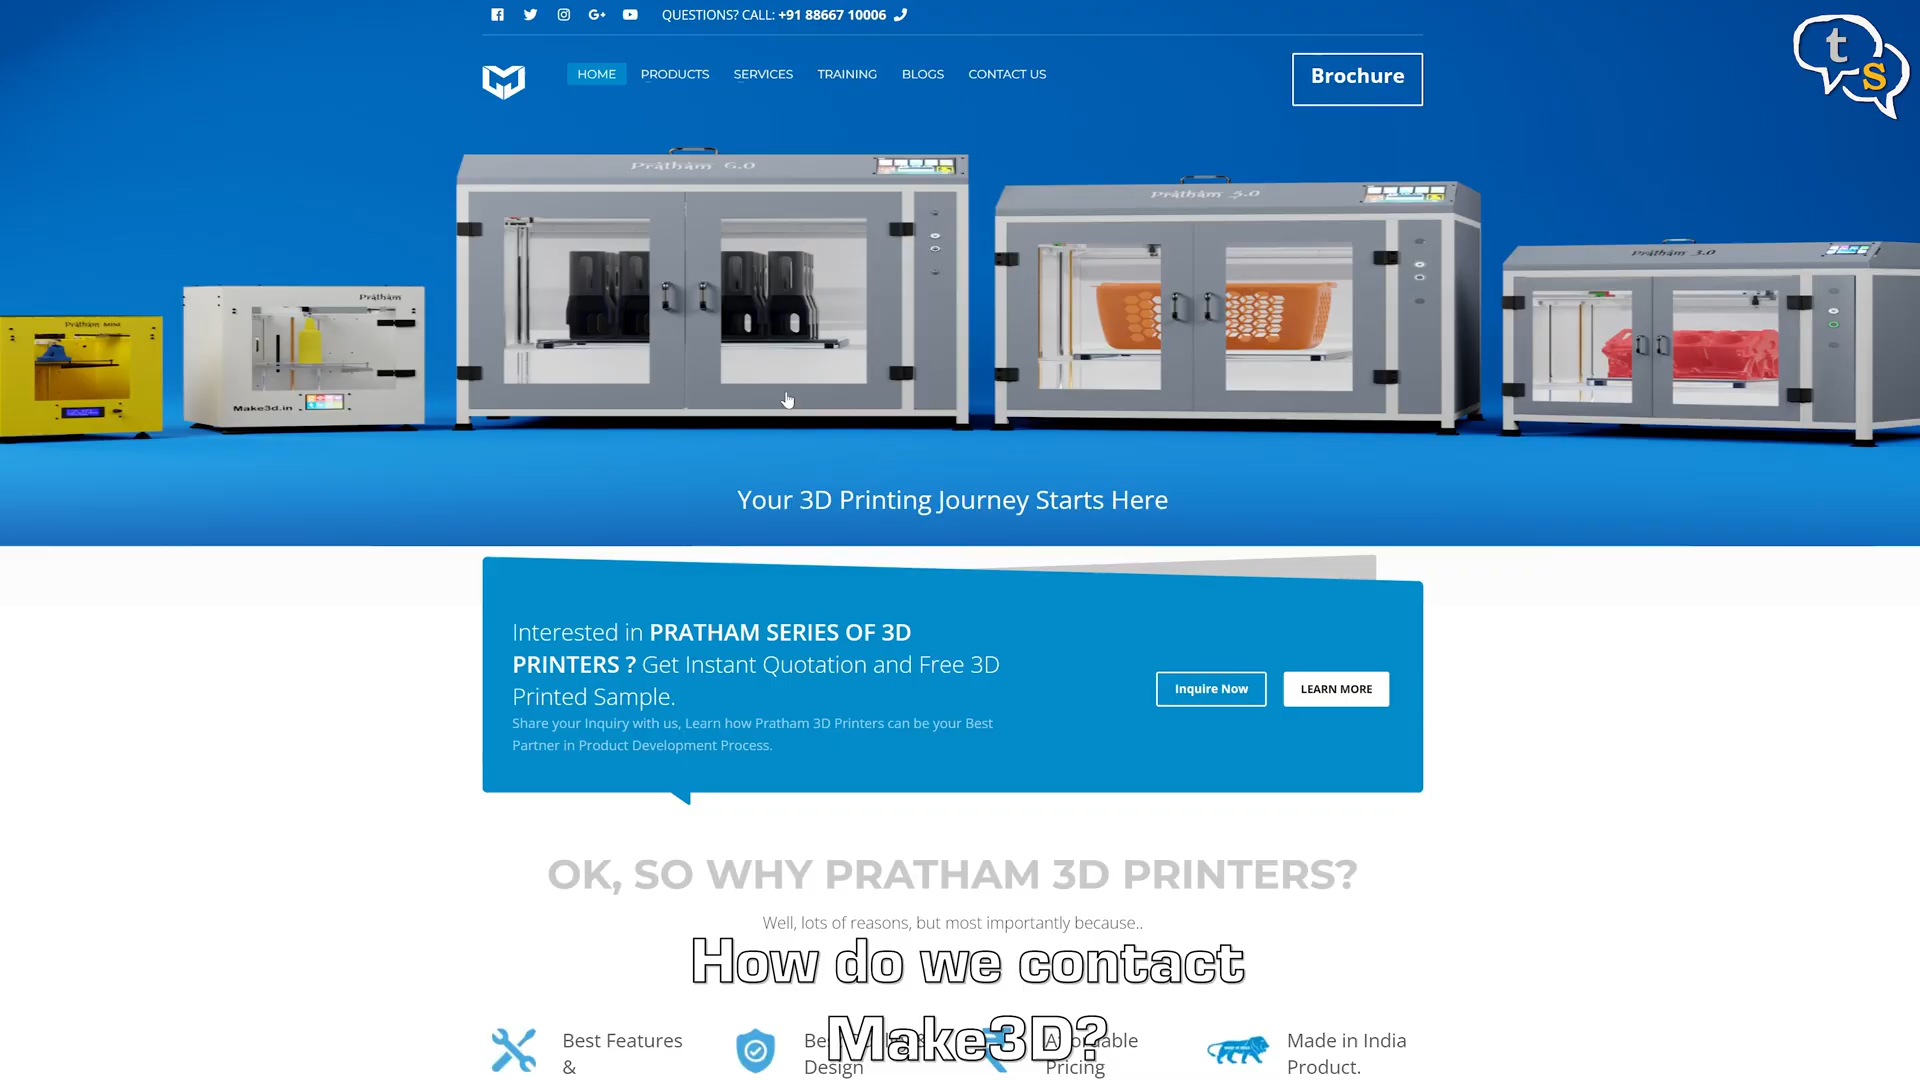 QUESTIONS? CALL: +91 88667 10006
HOME PRODUCTS SERVICES TRAINING BLOGS CONTACT US
Brochure
t
s
Pratham 6.0
Pratham 5.0
Pratham 3.0
Pratham
Pratham MINI
Make3d.in
Your 3D Printing Journey Starts Here
Interested in PRATHAM SERIES OF 3D
PRINTERS ? Get Instant Quotation and Free 3D
Printed Sample.
Share your Inquiry with us, Learn how Pratham 3D Printers can be your Best
Partner in Product Development Process.
Inquire Now
LEARN MORE
OK, SO WHY PRATHAM 3D PRINTERS?
Well, lots of reasons, but most importantly because..
How do we contact
Make3D?
Best Features
&
Design
Pricing
Made in India
Product.